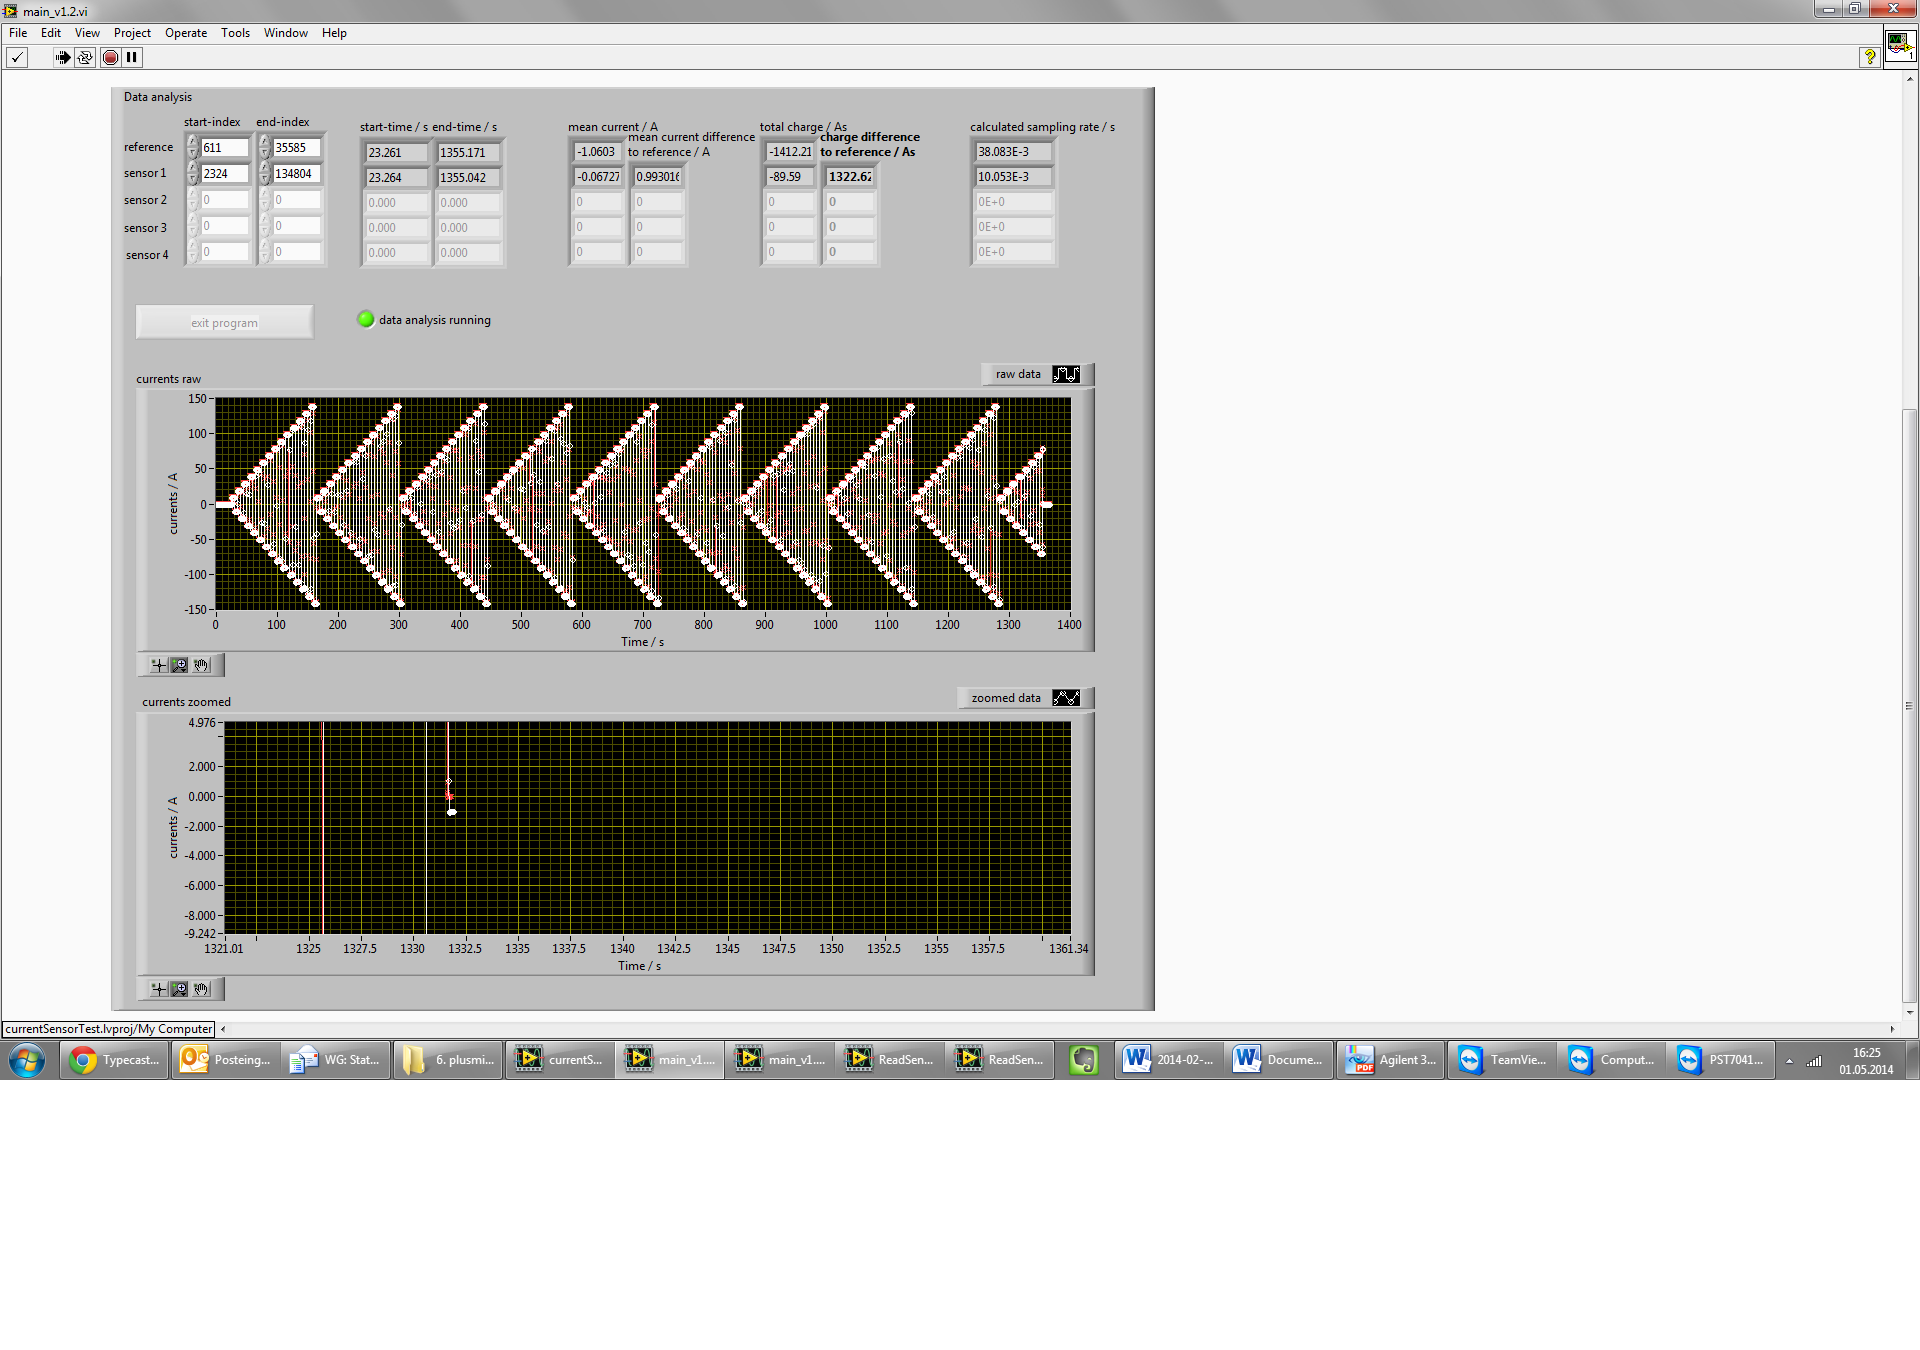 main_v1.2.vi
File Edit View Project Operate Tools Window Help
Data analysis
start-index end-index
start-time / s end-time / s
mean current / A
mean current difference
to reference / A
total charge / As
charge difference
to reference / As
calculated sampling rate / s
reference 611 35585 23.261 1355.171 -1.0603 -1412.21 38.083E-3
sensor 1 2324 134804 23.264 1355.042 -0.06727 0.993016 -89.59 1322.62 10.053E-3
sensor 2 0 0 0.000 0.000 0 0 0 0 0E+0
sensor 3 0 0 0.000 0.000 0 0 0 0 0E+0
sensor 4 0 0 0.000 0.000 0 0 0 0 0E+0
exit program
data analysis running
currents raw
raw data
150
100
50
0
-50
-100
-150
currents / A
0 100 200 300 400 500 600 700 800 900 1000 1100 1200 1300 1400
Time / s
currents zoomed
zoomed data
4.976
2.000
0.000
-2.000
-4.000
-6.000
-8.000
-9.242
currents / A
1321.01 1325 1327.5 1330 1332.5 1335 1337.5 1340 1342.5 1345 1347.5 1350 1352.5 1355 1357.5 1361.34
Time / s
currentSensorTest.lvproj/My Computer
Typecast... Posteing... WG: Stat... 6. plusmi... currentS... main_v1.... main_v1.... ReadSen... ReadSen... 2014-02-... Docume... Agilent 3... TeamVie... Comput... PST7041...
16:25
01.05.2014